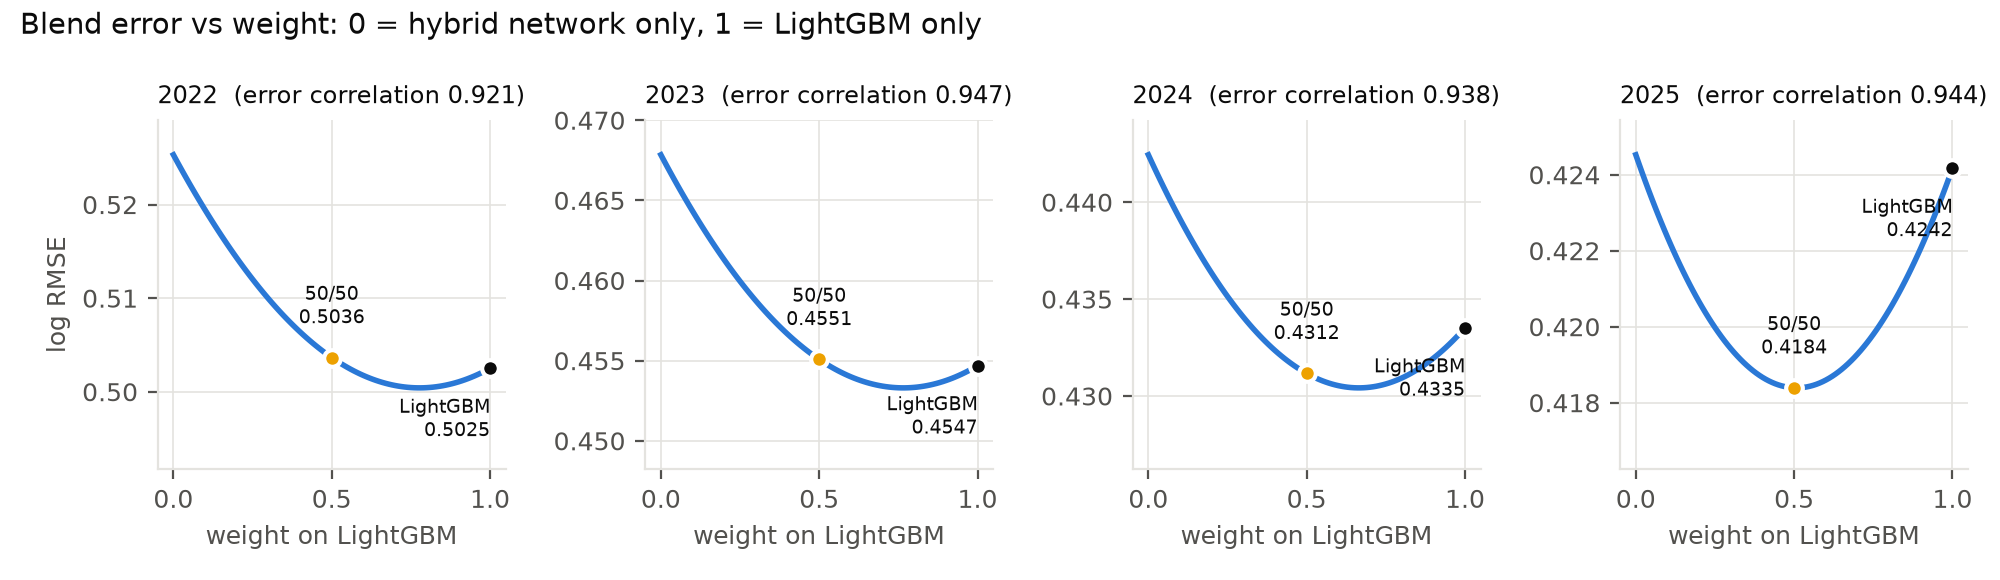 Blend error vs weight: 0 = hybrid network only, 1 = LightGBM only
2022  (error correlation 0.921)
log RMSE
0.52
0.51
0.50
50/50
0.5036
LightGBM
0.5025
0.0 0.5 1.0
weight on LightGBM
2023  (error correlation 0.947)
0.470
0.465
0.460
0.455
0.450
50/50
0.4551
LightGBM
0.4547
0.0 0.5 1.0
weight on LightGBM
2024  (error correlation 0.938)
0.440
0.435
0.430
50/50
0.4312
LightGBM
0.4335
0.0 0.5 1.0
weight on LightGBM
2025  (error correlation 0.944)
0.424
0.422
0.420
0.418
LightGBM
0.4242
50/50
0.4184
0.0 0.5 1.0
weight on LightGBM